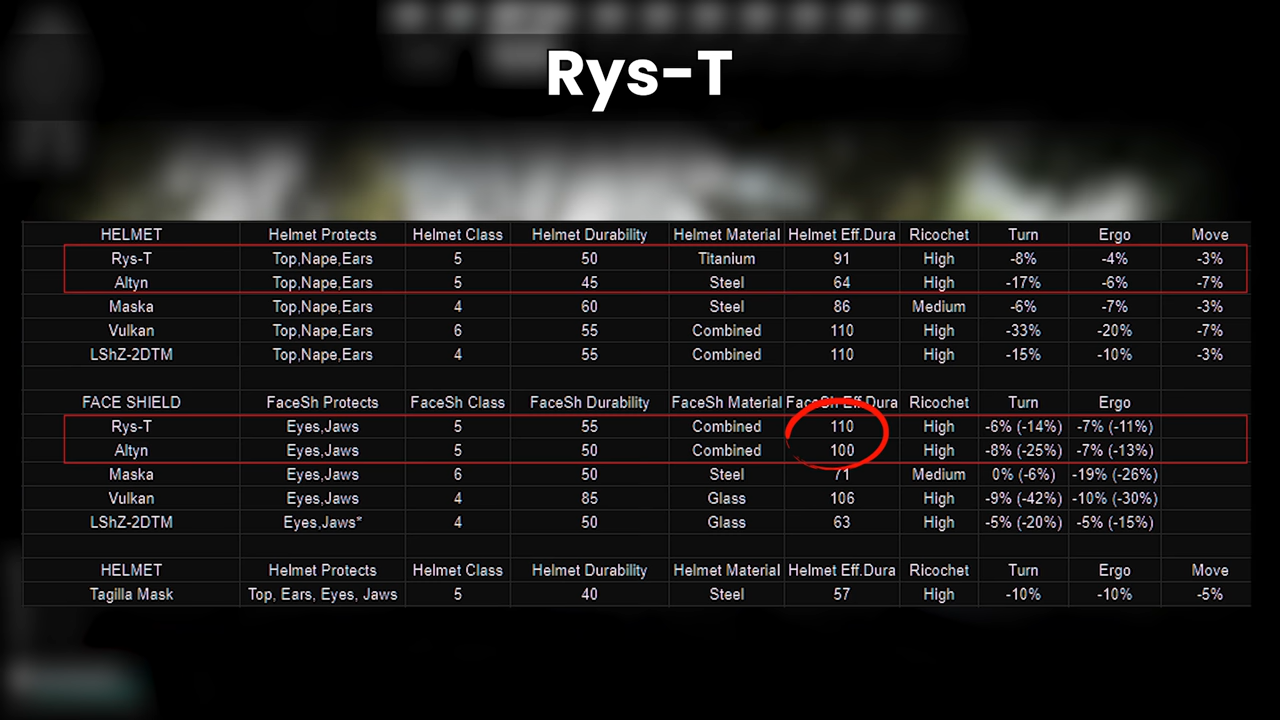 Rys-T
HELMET Helmet Protects Helmet Class Helmet Durability Helmet Material Helmet Eff.Dura Ricochet Turn Ergo Move
Rys-T Top,Nape,Ears 5 50 Titanium 91 High -8% -4% -3%
Altyn Top,Nape,Ears 5 45 Steel 64 High -17% -6% -7%
Maska Top,Nape,Ears 4 60 Steel 86 Medium -6% -7% -3%
Vulkan Top,Nape,Ears 6 55 Combined 110 High -33% -20% -7%
LShZ-2DTM Top,Nape,Ears 4 55 Combined 110 High -15% -10% -3%
FACE SHIELD FaceSh Protects FaceSh Class FaceSh Durability FaceSh Material FaceSh Eff.Dura Ricochet Turn Ergo
Rys-T Eyes,Jaws 5 55 Combined 110 High -6% (-14%) -7% (-11%)
Altyn Eyes,Jaws 5 50 Combined 100 High -8% (-25%) -7% (-13%)
Maska Eyes,Jaws 6 50 Steel 71 Medium 0% (-6%) -19% (-26%)
Vulkan Eyes,Jaws 4 85 Glass 106 High -9% (-42%) -10% (-30%)
LShZ-2DTM Eyes,Jaws* 4 50 Glass 63 High -5% (-20%) -5% (-15%)
HELMET Helmet Protects Helmet Class Helmet Durability Helmet Material Helmet Eff.Dura Ricochet Turn Ergo Move
Tagilla Mask Top, Ears, Eyes, Jaws 5 40 Steel 57 High -10% -10% -5%